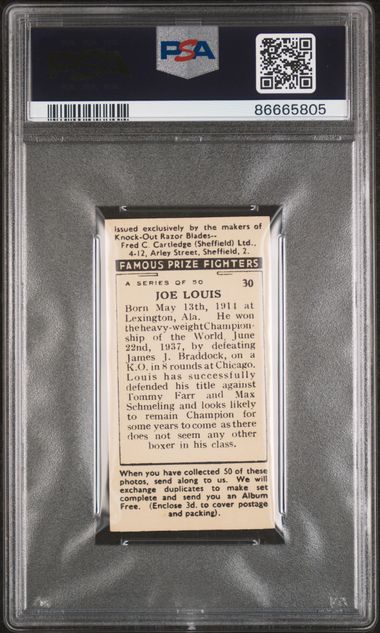 PSA
86665805
Issued exclusively by the makers of
Knock-Out Razor Blades--
Fred C. Cartledge (Sheffield) Ltd.,
4-12, Arley Street, Sheffield, 2.
FAMOUS PRIZE FIGHTERS
A SERIES OF 50 30
JOE LOUIS
Born May 13th, 1914 at
Lexington, Ala. He won
the heavy-weight Champion-
ship of the World, June
22nd, 1937, by defeating
James J. Braddock, on a
K.O. in 8 rounds at Chicago.
Louis has successfully
defended his title against
Tommy Farr and Max
Schmeling and looks likely
to remain Champion for
some years to come as there
does not seem any other
boxer in his class.
When you have collected 50 of these
photos, send along to us. We will
exchange duplicates to make set
complete and send you an Album
Free. (Enclose 3d. to cover postage
and packing).